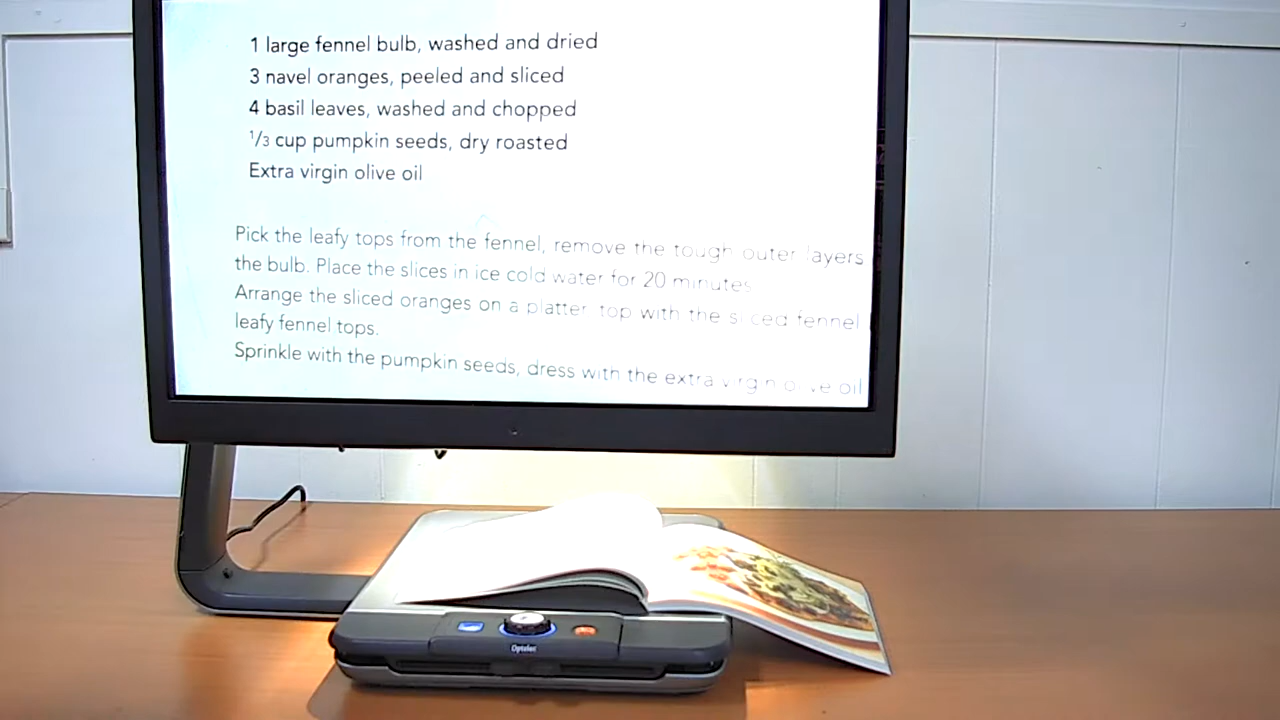 1 large fennel bulb, washed and dried
3 navel oranges, peeled and sliced
4 basil leaves, washed and chopped
1/3 cup pumpkin seeds, dry roasted
Extra virgin olive oil
Pick the leafy tops from the fennel, remove the tough outer layers
the bulb. Place the slices in ice cold water for 20 minutes
Arrange the sliced oranges on a platter top with the sliced fennel
leafy fennel tops.
Sprinkle with the pumpkin seeds, dress with the extra virgin olive oil
Optelec